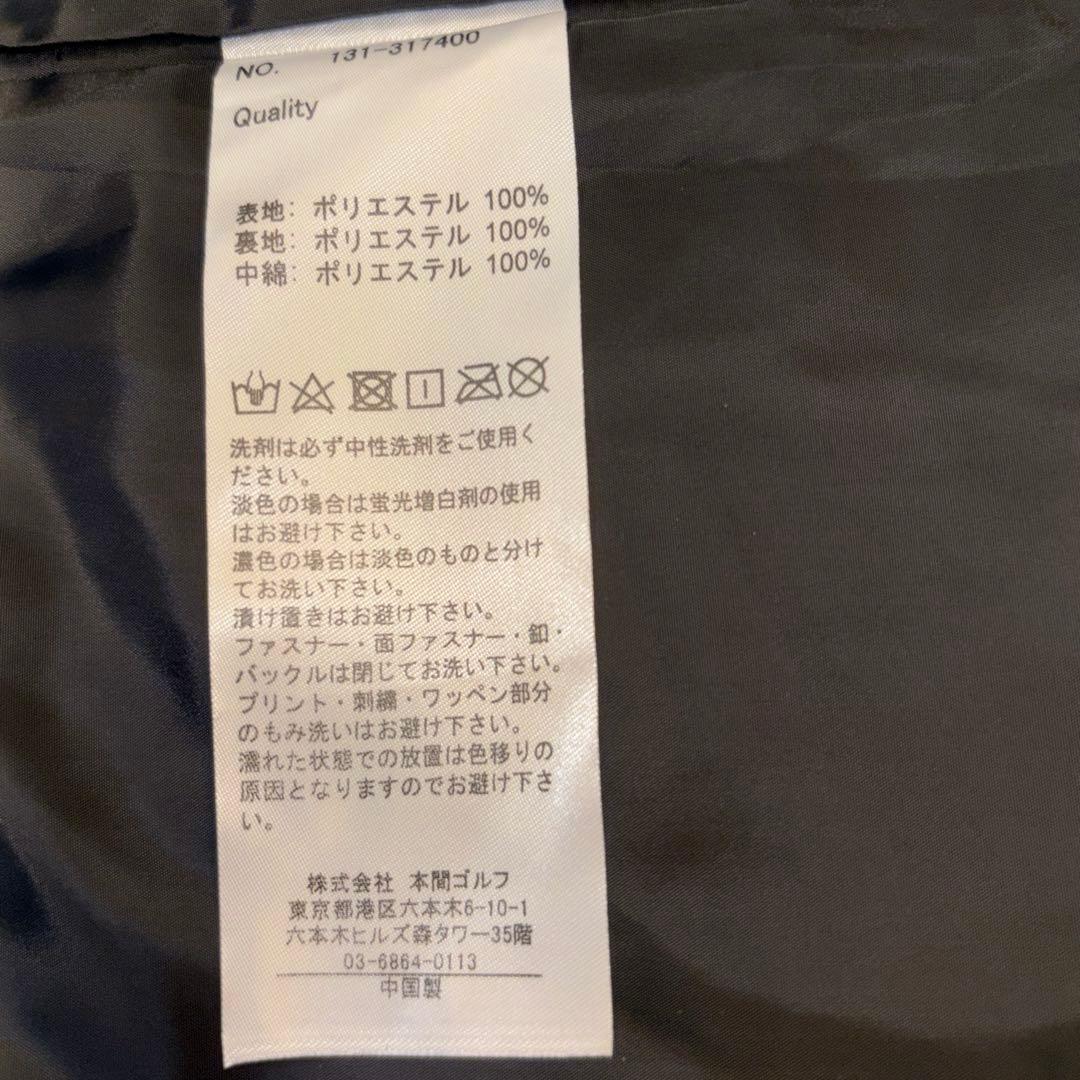 NO. 131-317400
Quality
表地: ポリエステル 100%
裏地: ポリエステル 100%
中綿: ポリエステル 100%
洗剤は必ず中性洗剤をご使用く
ださい。
淡色の場合は蛍光増白剤の使用
はお避け下さい。
濃色の場合は淡色のものと分け
てお洗い下さい。
漬け置きはお避け下さい。
ファスナー・面ファスナー・釦・
バックルは閉じてお洗い下さい。
プリント・刺繍・ワッペン部分
のもみ洗いはお避け下さい。
濡れた状態での放置は色移りの
原因となりますのでお避け下さ
い。
株式会社 本間ゴルフ
東京都港区六本木6-10-1
六本木ヒルズ森タワー35階
03-6864-0113
中国製